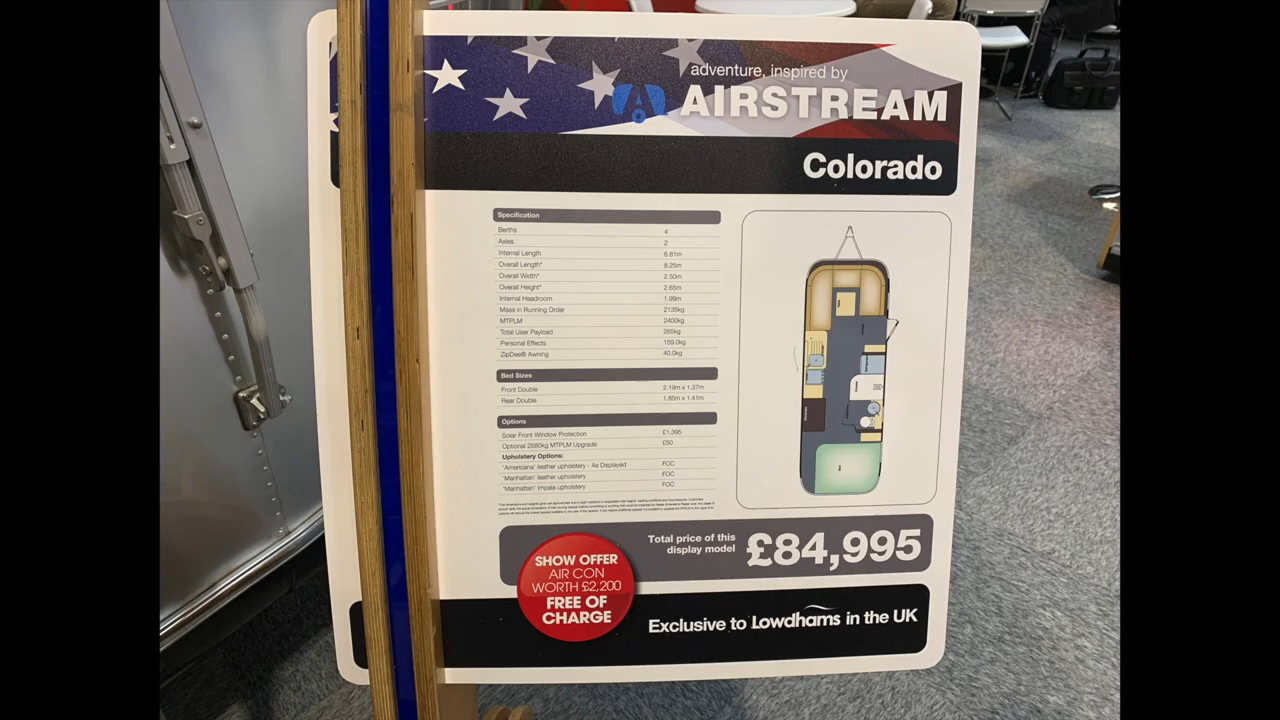 adventure, inspired by
AIRSTREAM
Colorado
Specification
Berths 4
Axles 2
Internal Length 6.81m
Overall Length* 8.25m
Overall Width* 2.50m
Overall Height* 2.65m
Internal Headroom 1.99m
Mass in Running Order 2135kg
MTPLM 2400kg
Total User Payload 265kg
Personal Effects 159.0kg
ZipDee® Awning 40.0kg
Bed Sizes
Front Double 2.19m x 1.37m
Rear Double 1.85m x 1.41m
Options
Solar Front Window Protection £1,395
Optional 2680kg MTPLM Upgrade £50
Upholstery Options:
'Americana' leather upholstery - As Displayed FOC
'Manhattan' leather upholstery FOC
'Manhattan' Impala upholstery FOC
Total price of this
display model
£84,995
SHOW OFFER
AIR CON
WORTH £2,200
FREE OF
CHARGE
Exclusive to Lowdhams in the UK